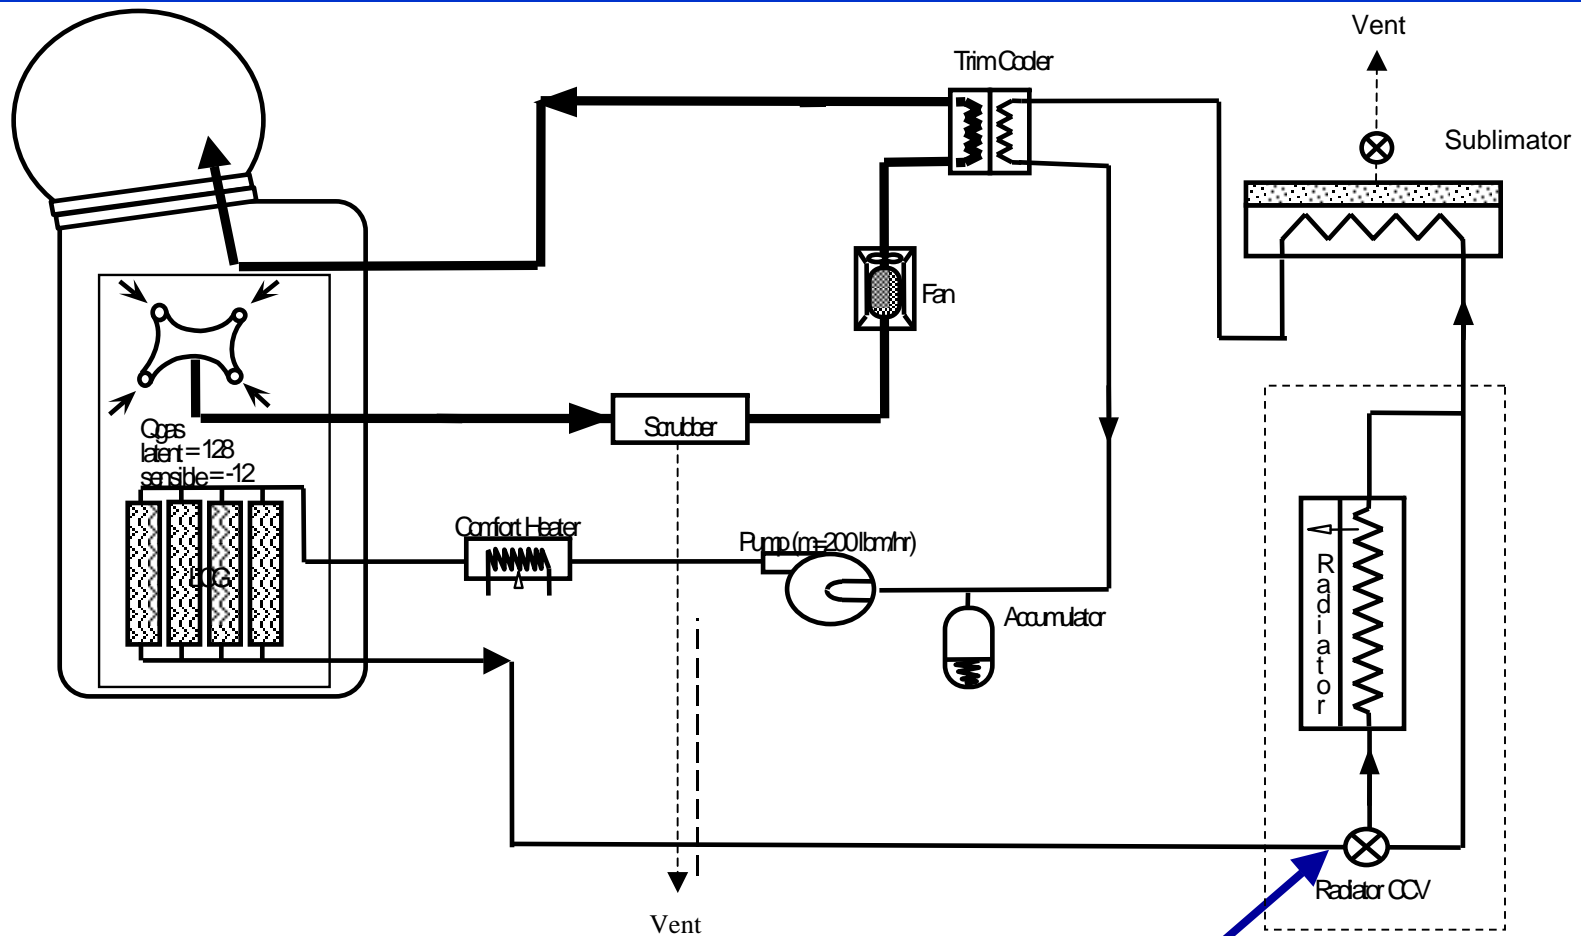 Vent
Trim Cooler
Sublimator
Fan
Scrubber
Qgas
latent = 128
sensible = -12
Comfort Heater
Pump (m=200 lbm/hr)
Accumulator
Radiator
Radiator CCV
Vent